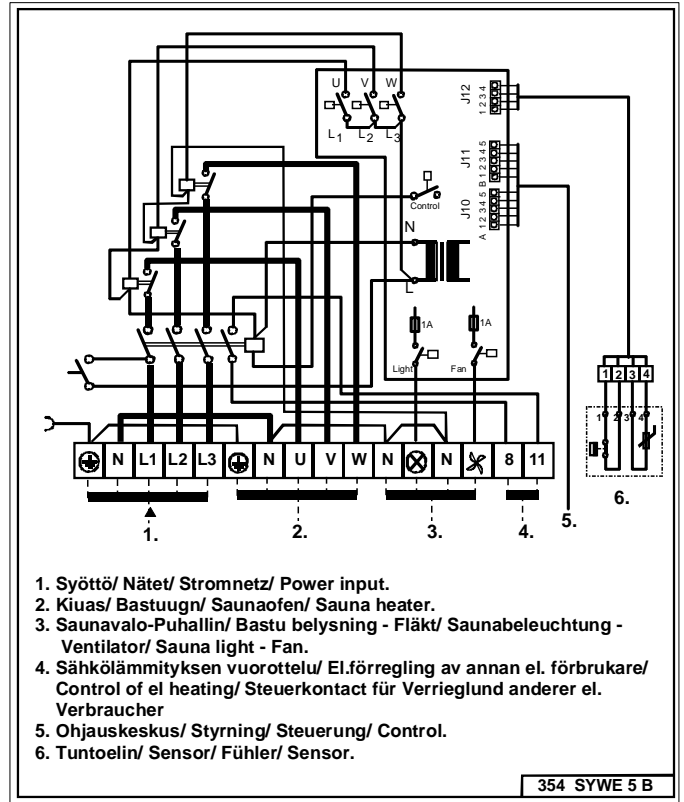 U V W
L1 L2 L3
J12
1 2 3 4
J11
B 1 2 3 4 5
J10
A 1 2 3 4 5
Control
N
L
1A
1A
Light
Fan
1 2 3 4
1 2 3 4
6.
N L1 L2 L3 N U V W N N 8 11
1. 2. 3. 4. 5.
1. Syöttö/ Nätet/ Stromnetz/ Power input.
2. Kiuas/ Bastuugn/ Saunaofen/ Sauna heater.
3. Saunavalo-Puhallin/ Bastu belysning - Fläkt/ Saunabeleuchtung -
Ventilator/ Sauna light - Fan.
4. Sähkölämmityksen vuorottelu/ El.förregling av annan el. förbrukare/
Control of el heating/ Steuerkontact für Verrieglund anderer el.
Verbraucher
5. Ohjauskeskus/ Styrning/ Steuerung/ Control.
6. Tuntoelin/ Sensor/ Fühler/ Sensor.
354 SYWE 5 B